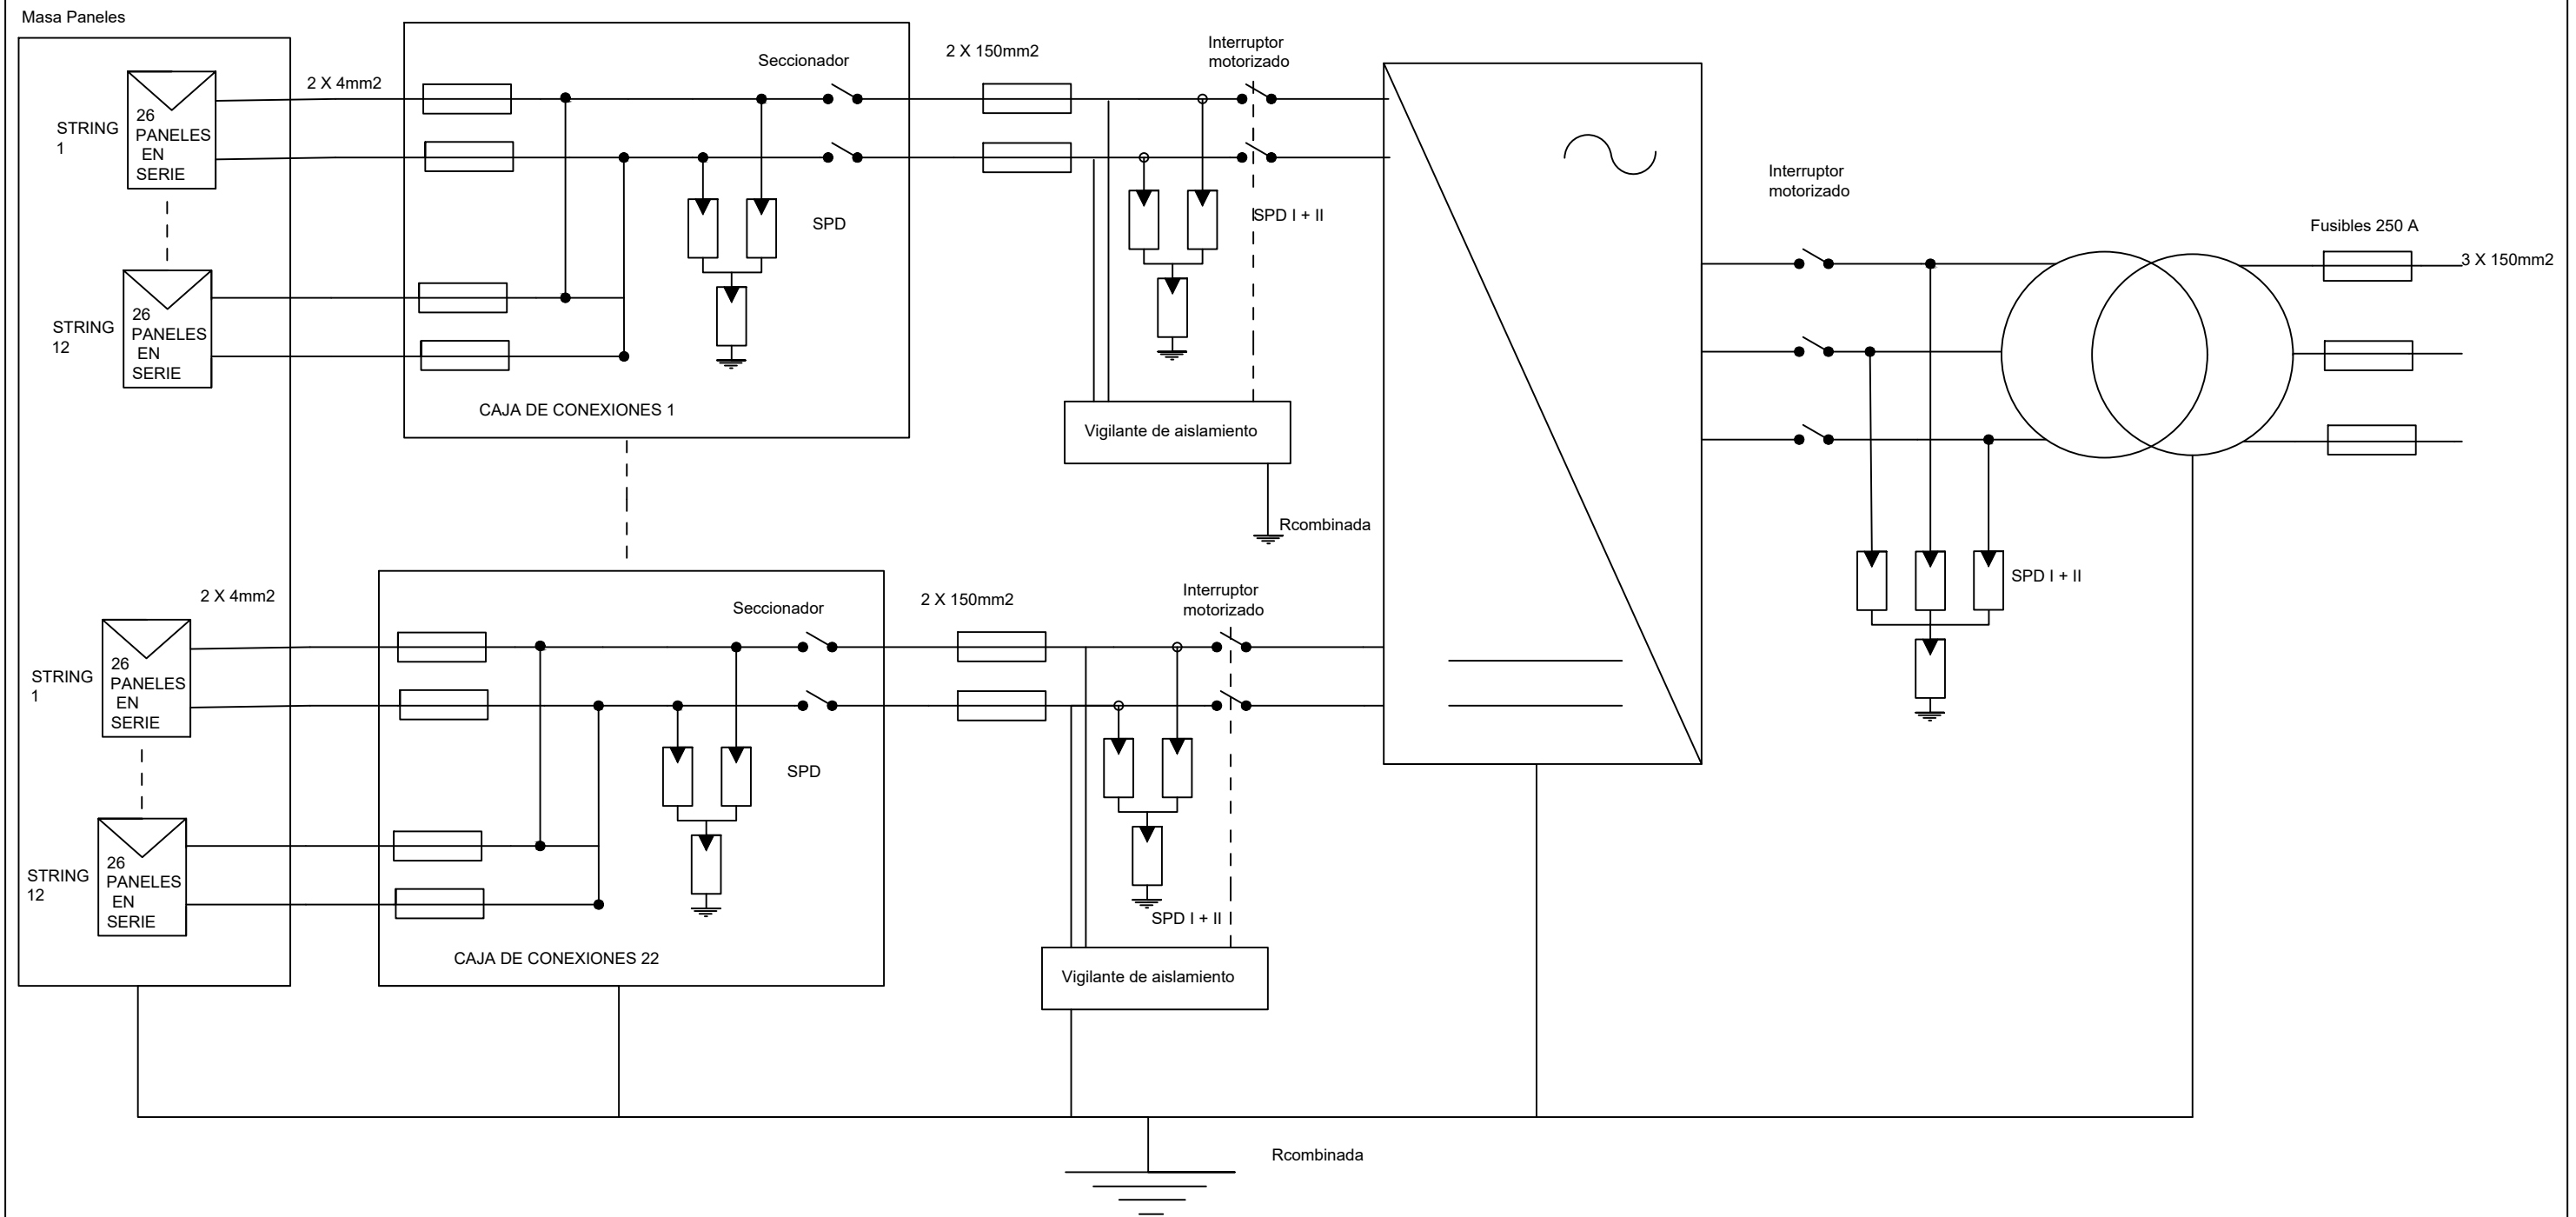 Masa Paneles
2 X 4mm2
Seccionador
2 X 150mm2
Interruptor
motorizado
STRING
1
26
PANELES
EN
SERIE
SPD
SPD I + II
STRING
12
26
PANELES
EN
SERIE
CAJA DE CONEXIONES 1
Vigilante de aislamiento
Rcombinada
Interruptor
motorizado
Fusibles 250 A
3 X 150mm2
SPD I + II
2 X 4mm2
Seccionador
2 X 150mm2
Interruptor
motorizado
STRING
1
26
PANELES
EN
SERIE
SPD
STRING
12
26
PANELES
EN
SERIE
SPD I + II
CAJA DE CONEXIONES 22
Vigilante de aislamiento
Rcombinada